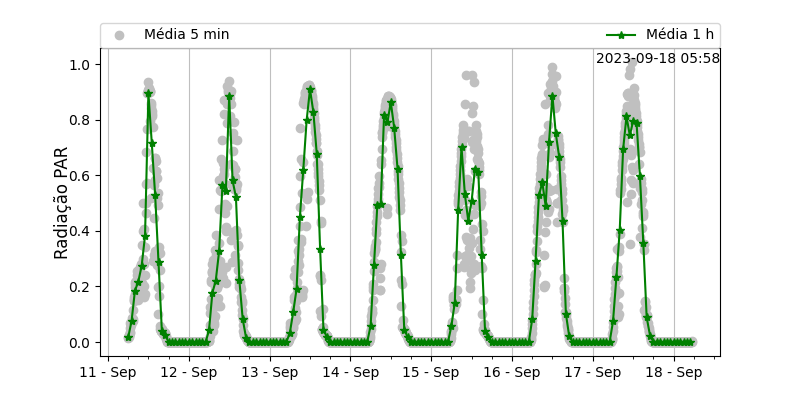 Média 5 min
Média 1 h
2023-09-18 05:58
1.0
0.8
0.6
0.4
0.2
0.0
Radiação PAR
11 - Sep
12 - Sep
13 - Sep
14 - Sep
15 - Sep
16 - Sep
17 - Sep
18 - Sep